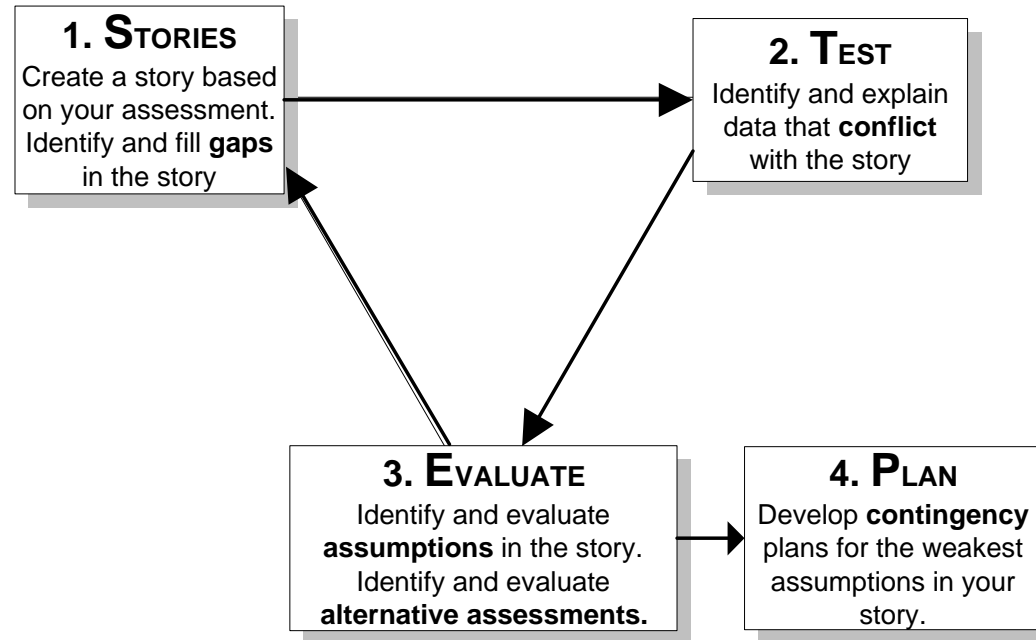 1. STORIES
Create a story based
on your assessment.
Identify and fill gaps
in the story
2. TEST
Identify and explain
data that conflict
with the story
3. EVALUATE
Identify and evaluate
assumptions in the story.
Identify and evaluate
alternative assessments.
4. PLAN
Develop contingency
plans for the weakest
assumptions in your
story.